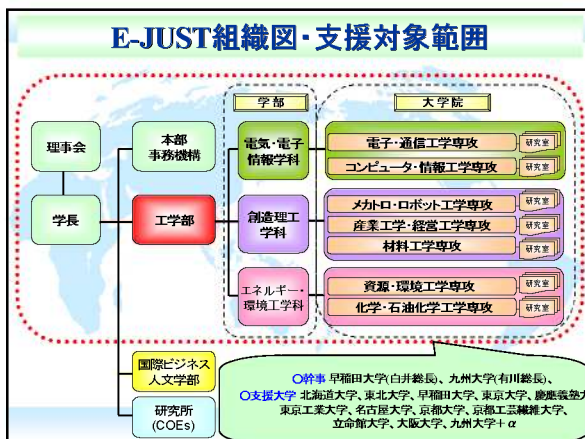 E-JUST組織図・支援対象範囲
学部
大学院
理事会
学長
本部
事務機構
工学部
電気・電子
情報学科
電子・通信工学専攻
研究室
コンピュータ・情報工学専攻
研究室
創造理工
学科
メカトロ・ロボット工学専攻
研究室
産業工学・経営工学専攻
研究室
材料工学専攻
研究室
エネルギー・
環境工学科
資源・環境工学専攻
研究室
化学・石油化学工学専攻
研究室
国際ビジネス
人文学部
研究所
(COEs)
○幹事 早稲田大学(白井総長)、九州大学(有川総長)、
○支援大学 北海道大学、東北大学、早稲田大学、東京大学、慶應義塾大
東京工業大学、名古屋大学、京都大学、京都工芸繊維大学、
立命館大学、大阪大学、九州大学+α